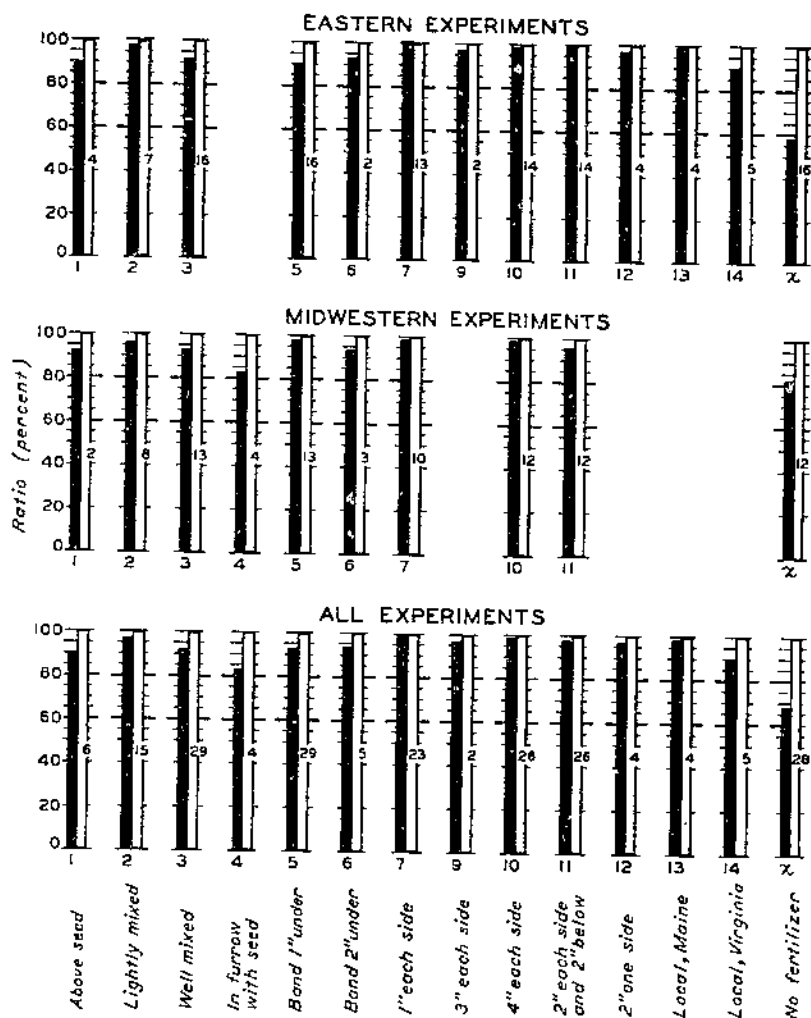 EASTERN EXPERIMENTS
100
80
60
40
20
0
4 7 16 16 2 13 2 14 14 4 4 5 16
1 2 3 5 6 7 9 10 11 12 13 14 x
MIDWESTERN EXPERIMENTS
Ratio (percent)
100
80
60
40
20
0
2 8 13 4 13 3 10 12 12 12
1 2 3 4 5 6 7 10 11 x
ALL EXPERIMENTS
100
80
60
40
20
0
6 15 29 4 29 5 23 2 26 26 4 4 5 28
1 2 3 4 5 6 7 9 10 11 12 13 14 x
Above seed
Lightly mixed
Well mixed
In furrow
with seed
Band 1" under
Band 2" under
1" each side
3" each side
4" each side
2" each side
and 2" below
2" one side
Local, Maine
Local, Virginia
No fertilizer